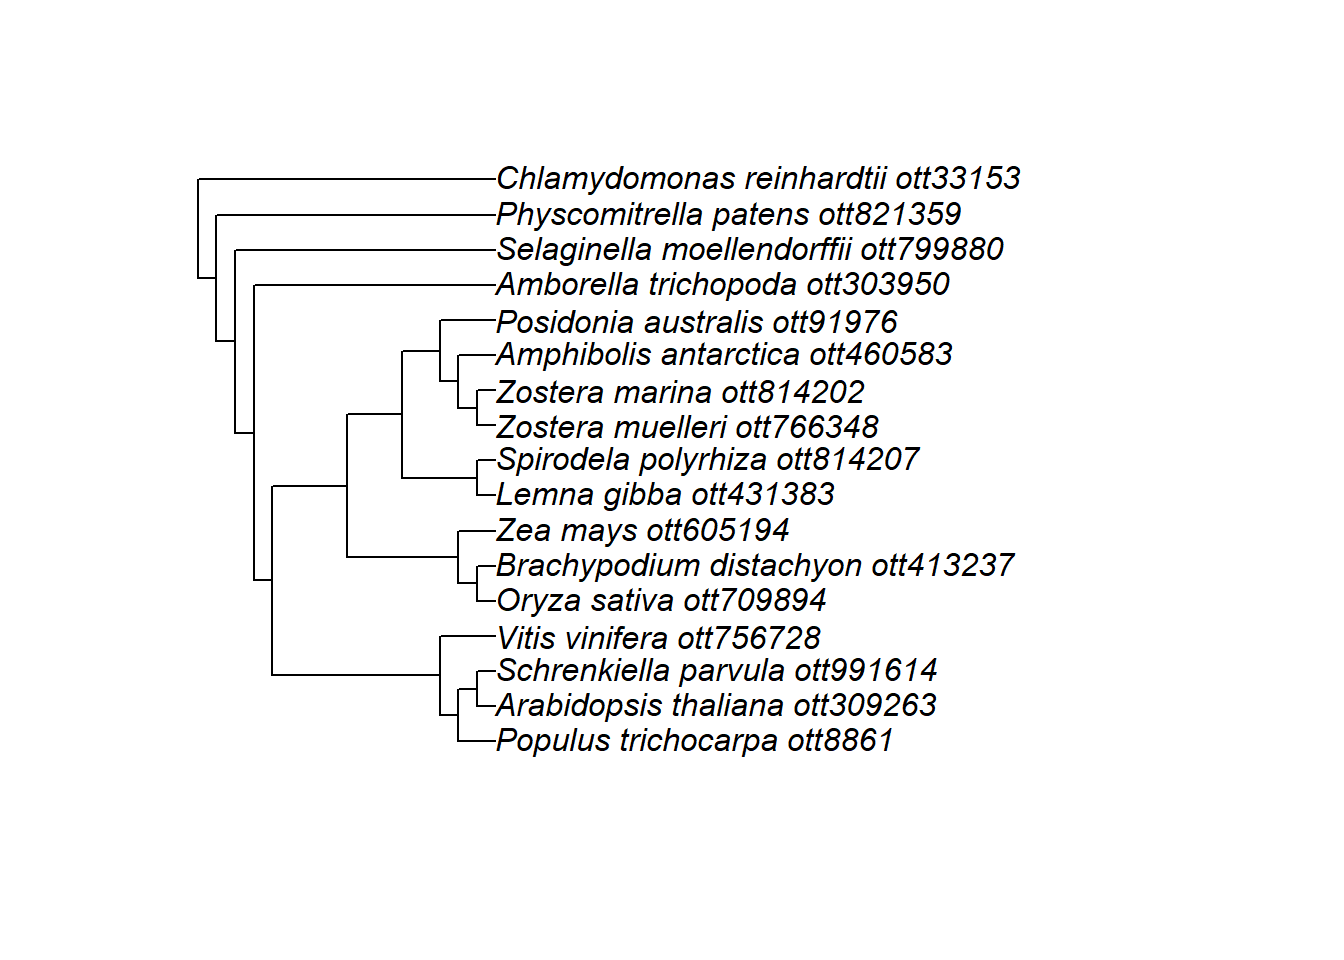 Chlamydomonas reinhardtii ott33153
Physcomitrella patens ott821359
Selaginella moellendorffii ott799880
Amborella trichopoda ott303950
Posidonia australis ott91976
Amphibolis antarctica ott460583
Zostera marina ott814202
Zostera muelleri ott766348
Spirodela polyrhiza ott814207
Lemna gibba ott431383
Zea mays ott605194
Brachypodium distachyon ott413237
Oryza sativa ott709894
Vitis vinifera ott756728
Schrenkiella parvula ott991614
Arabidopsis thaliana ott309263
Populus trichocarpa ott8861